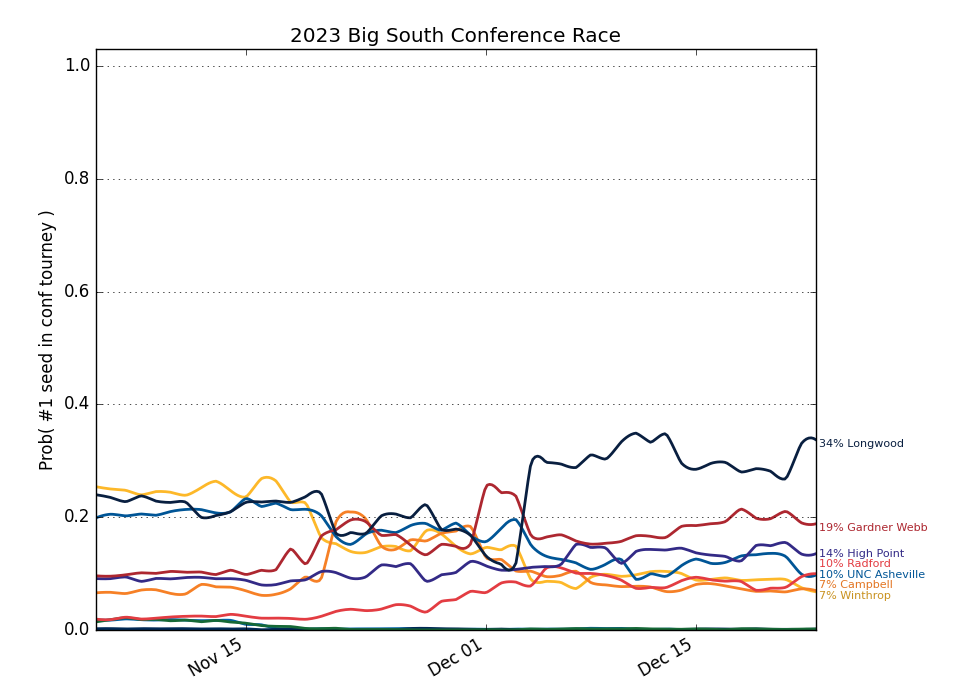 2023 Big South Conference Race
Prob( #1 seed in conf tourney )
1.0
0.8
0.6
0.4
0.2
0.0
Nov 15
Dec 01
Dec 15
34% Longwood
19% Gardner Webb
14% High Point
10% Radford
10% UNC Asheville
7% Campbell
7% Winthrop